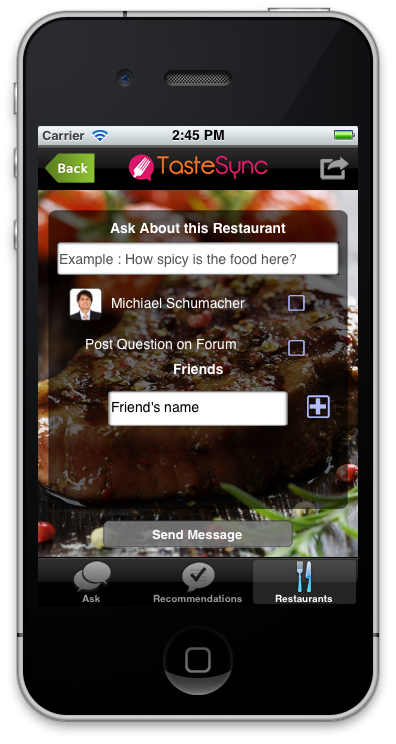 Carrier 2:45 PM
Back TasteSync
Ask About this Restaurant
Example : How spicy is the food here?
Michiael Schumacher
Post Question on Forum
Friends
Friend's name
Send Message
Ask Recommendations Restaurants